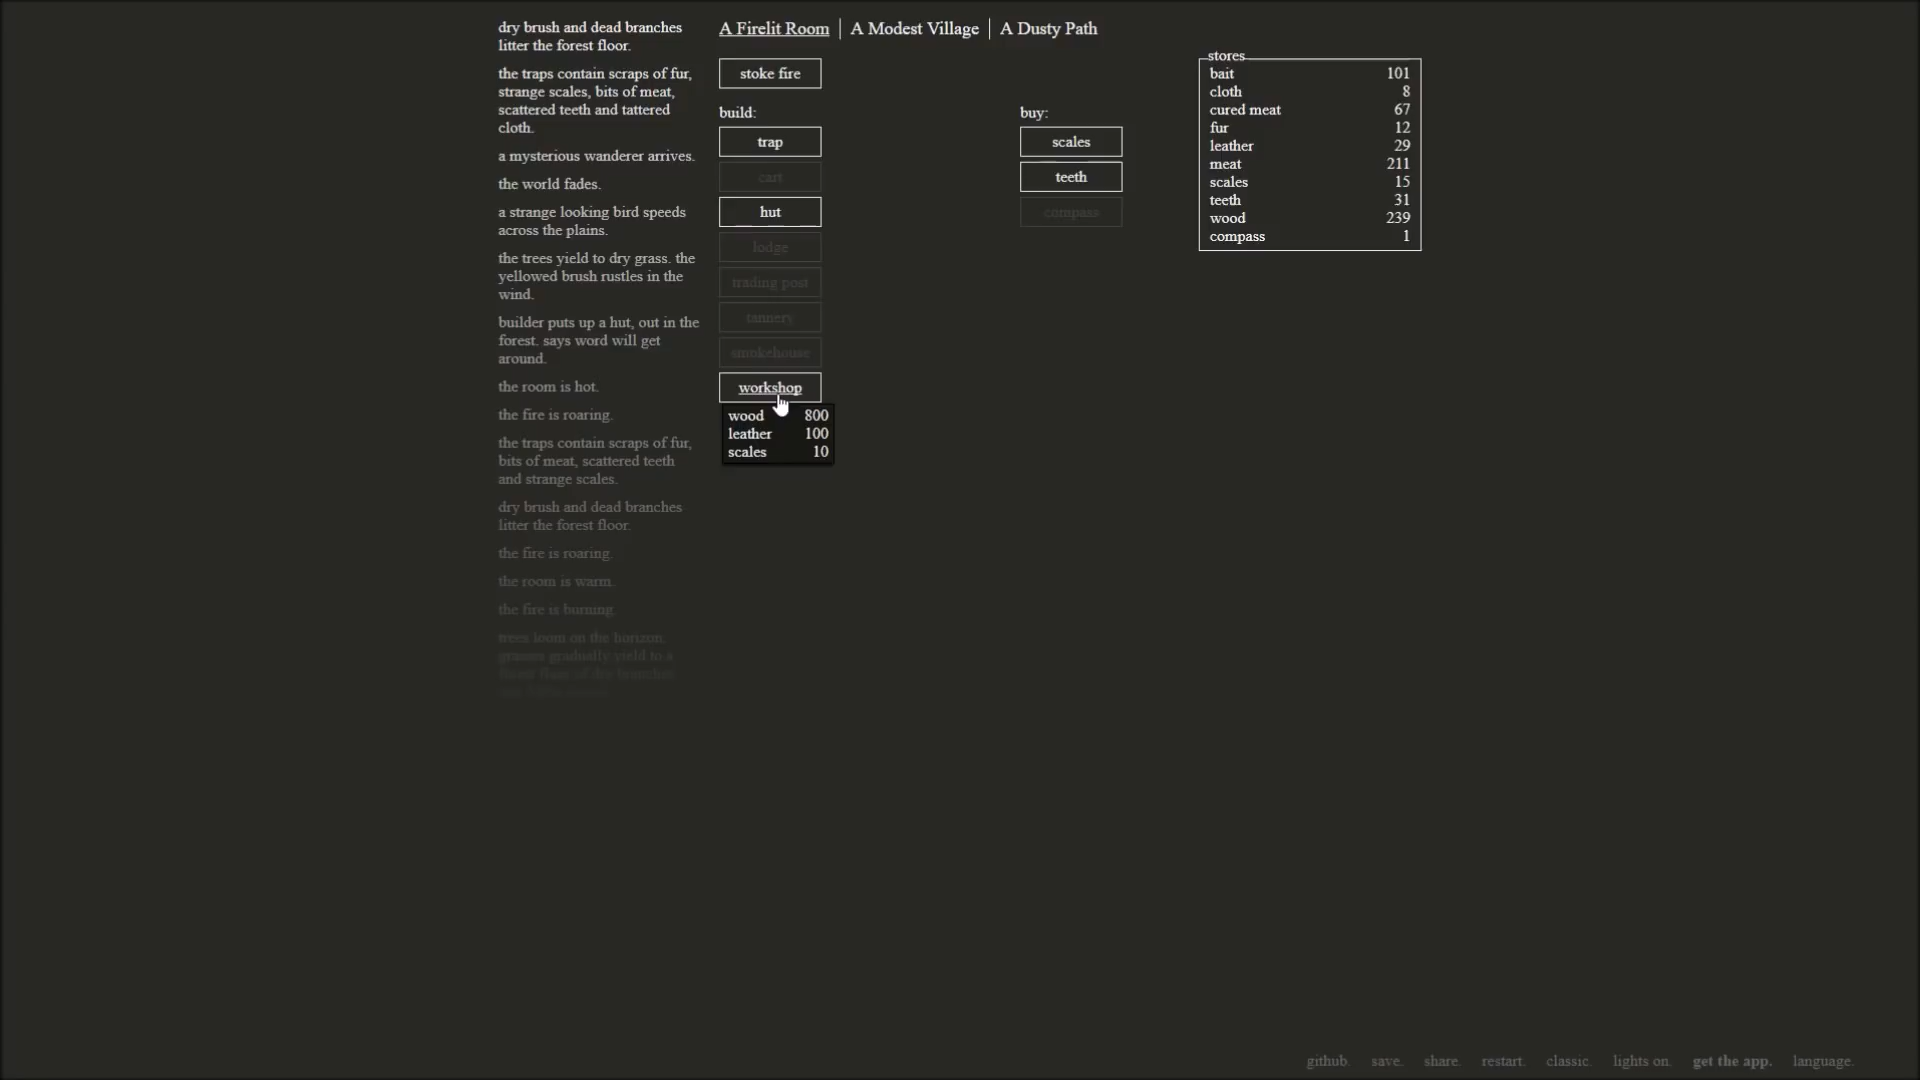 dry brush and dead branches
litter the forest floor.
the traps contain scraps of fur,
strange scales, bits of meat,
scattered teeth and tattered
cloth.
a mysterious wanderer arrives.
the world fades.
a strange looking bird speeds
across the plains.
the trees yield to dry grass. the
yellowed brush rustles in the
wind.
builder puts up a hut, out in the
forest. says word will get
around.
the room is hot.
the fire is roaring.
the traps contain scraps of fur,
bits of meat, scattered teeth
and strange scales.
dry brush and dead branches
litter the forest floor.
the fire is roaring.
the room is warm.
the fire is burning.
trees loom on the horizon.
grasses gradually yield to a
forest floor of dry branches
A Firelit Room | A Modest Village | A Dusty Path
stoke fire
build:
trap
cart
hut
lodge
trading post
tannery
smokehouse
workshop
wood 800
leather 100
scales 10
buy:
scales
teeth
compass
stores
bait 101
cloth 8
cured meat 67
fur 12
leather 29
meat 211
scales 15
teeth 31
wood 239
compass 1
github. save. share. restart. classic. lights on. get the app. language.